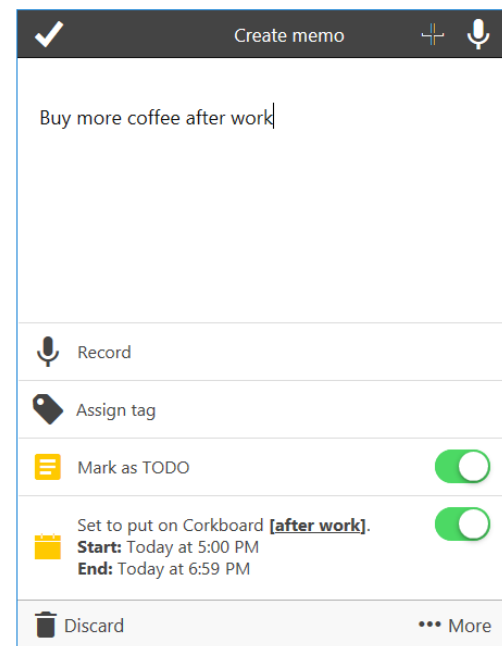 Create memo
Buy more coffee after work
Record
Assign tag
Mark as TODO
Set to put on Corkboard [after work].
Start: Today at 5:00 PM
End: Today at 6:59 PM
Discard
••• More